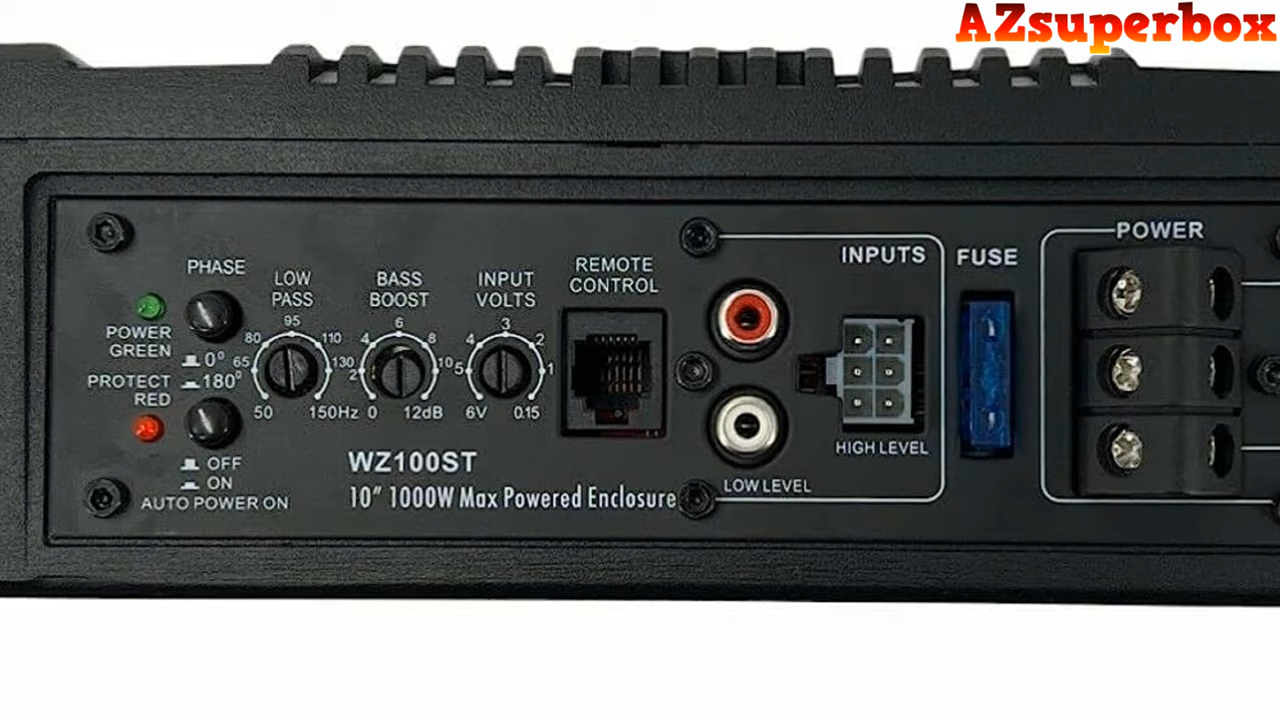 AZsuperbox
PHASE
POWER
GREEN
0°
180°
PROTECT
RED
OFF
ON
AUTO POWER ON
LOW
PASS
95
80 110
65 130
50 150Hz
BASS
BOOST
6
4 8
2 10
0 12dB
INPUT
VOLTS
3
4 2
5 1
6V 0.15
REMOTE
CONTROL
WZ100ST
10” 1000W Max Powered Enclosure
INPUTS
HIGH LEVEL
LOW LEVEL
FUSE
POWER